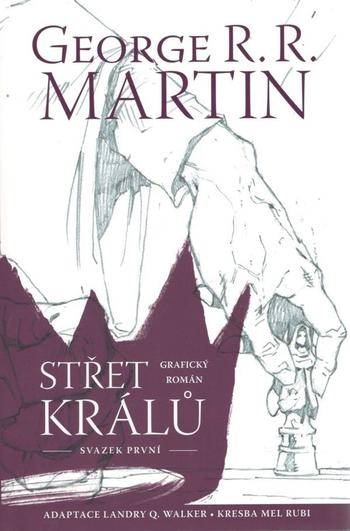 GEORGE R. R.
MARTIN
STŘET
GRAFICKÝ
ROMÁN
KRÁLŮ
SVAZEK PRVNÍ
ADAPTACE LANDRY Q. WALKER • KRESBA MEL RUBI